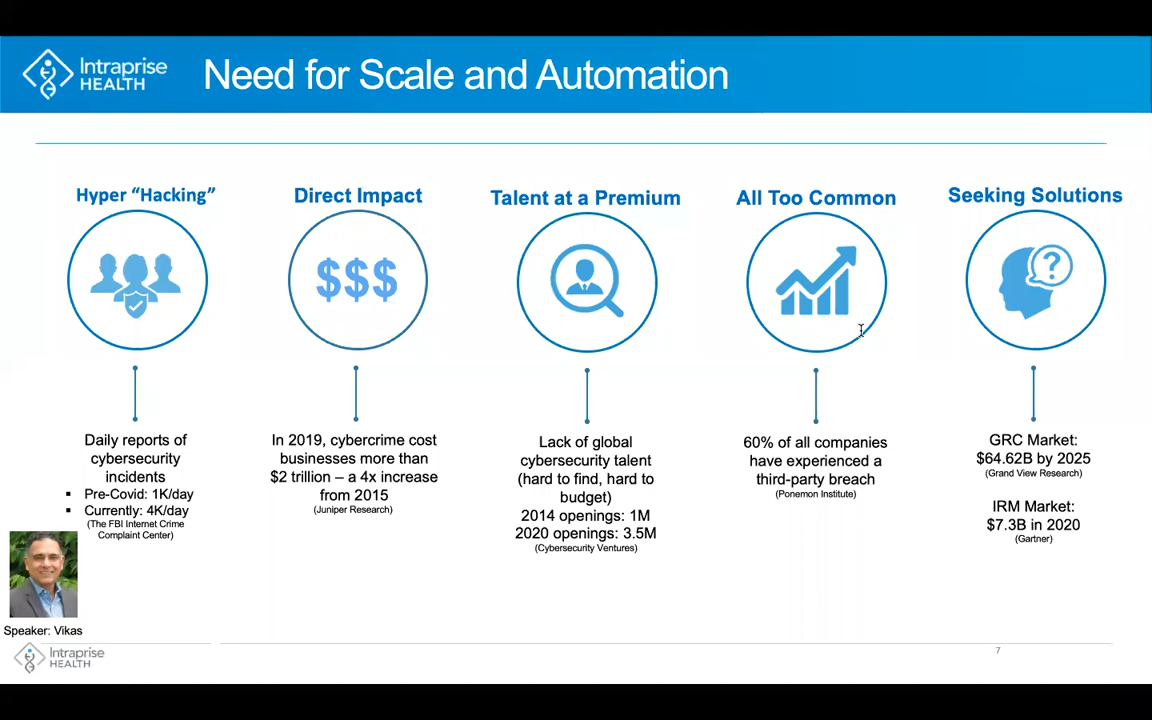 Intraprise
HEALTH
Need for Scale and Automation
Hyper “Hacking”
Daily reports of
cybersecurity
incidents
▪ Pre-Covid: 1K/day
▪ Currently: 4K/day
(The FBI Internet Crime
Complaint Center)
Direct Impact
$$$
In 2019, cybercrime cost
businesses more than
$2 trillion – a 4x increase
from 2015
(Juniper Research)
Talent at a Premium
Lack of global
cybersecurity talent
(hard to find, hard to
budget)
2014 openings: 1M
2020 openings: 3.5M
(Cybersecurity Ventures)
All Too Common
60% of all companies
have experienced a
third-party breach
(Ponemon Institute)
Seeking Solutions
?
GRC Market:
$64.62B by 2025
(Grand View Research)
IRM Market:
$7.3B in 2020
(Gartner)
Speaker: Vikas
Intraprise
HEALTH
7